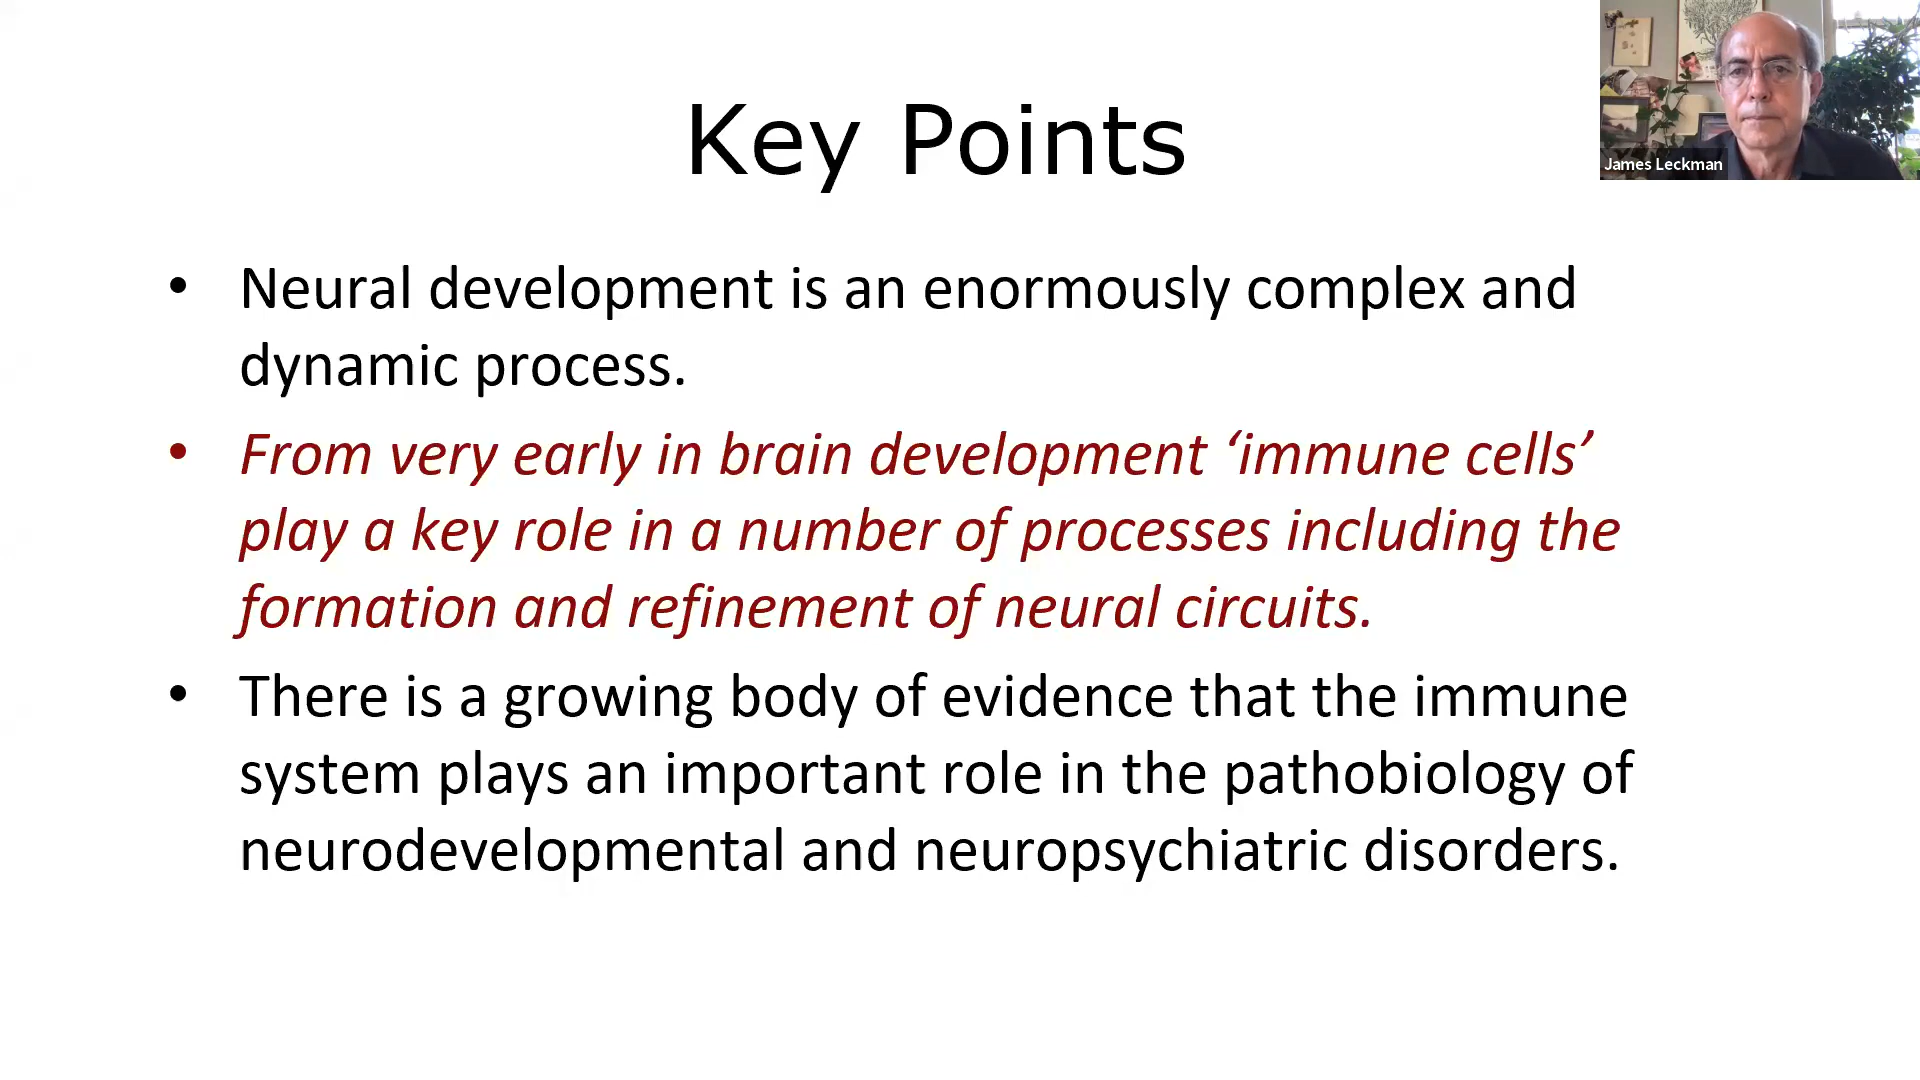 Key Points
James Leckman
• Neural development is an enormously complex and
dynamic process.
• From very early in brain development ‘immune cells’
play a key role in a number of processes including the
formation and refinement of neural circuits.
• There is a growing body of evidence that the immune
system plays an important role in the pathobiology of
neurodevelopmental and neuropsychiatric disorders.